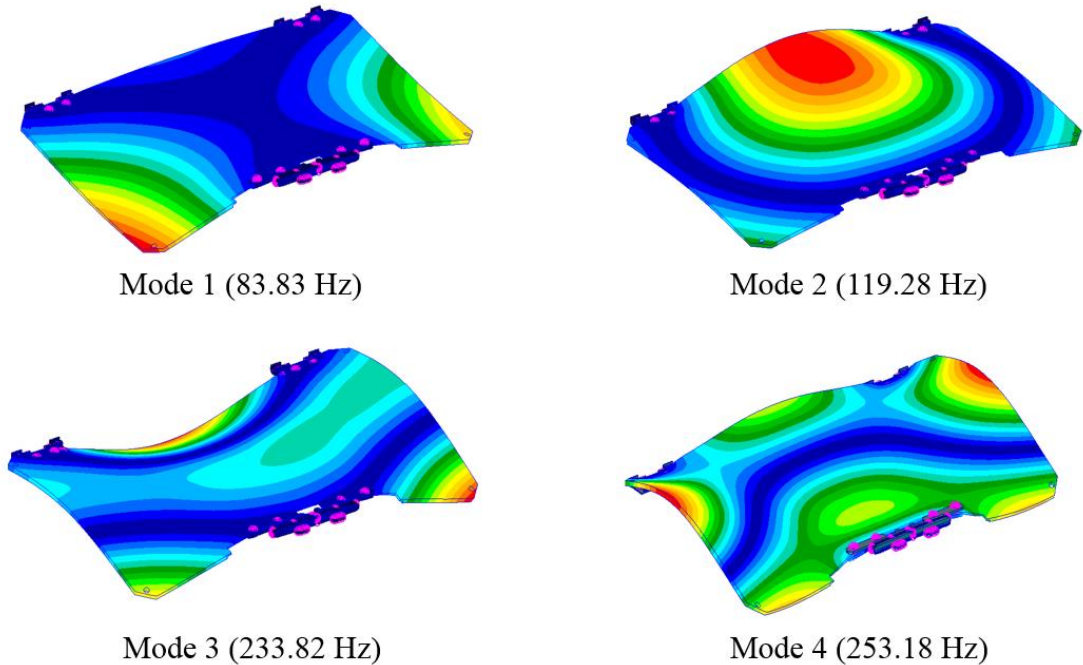 Mode 1 (83.83 Hz)
Mode 2 (119.28 Hz)
Mode 3 (233.82 Hz)
Mode 4 (253.18 Hz)